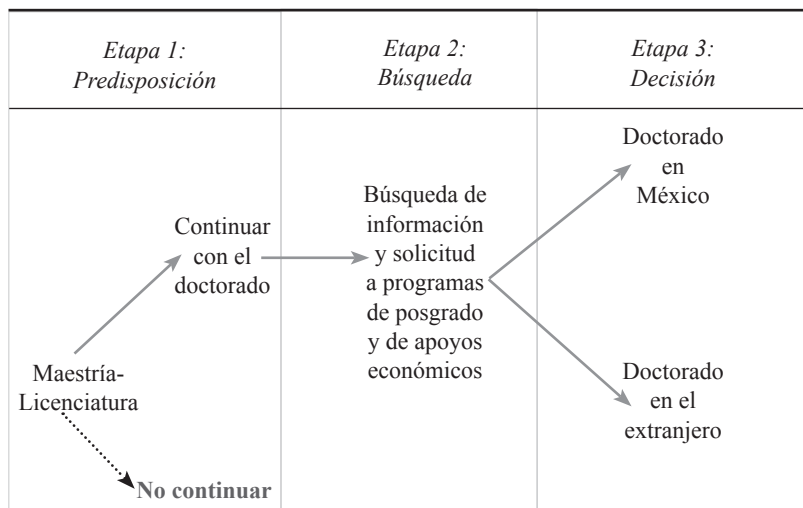 Etapa 1:
Predisposición
Etapa 2:
Búsqueda
Etapa 3:
Decisión
Maestría-
Licenciatura
Continuar
con el
doctorado
No continuar
Búsqueda de
información
y solicitud
a programas
de posgrado
y de apoyos
económicos
Doctorado
en
México
Doctorado
en el
extranjero